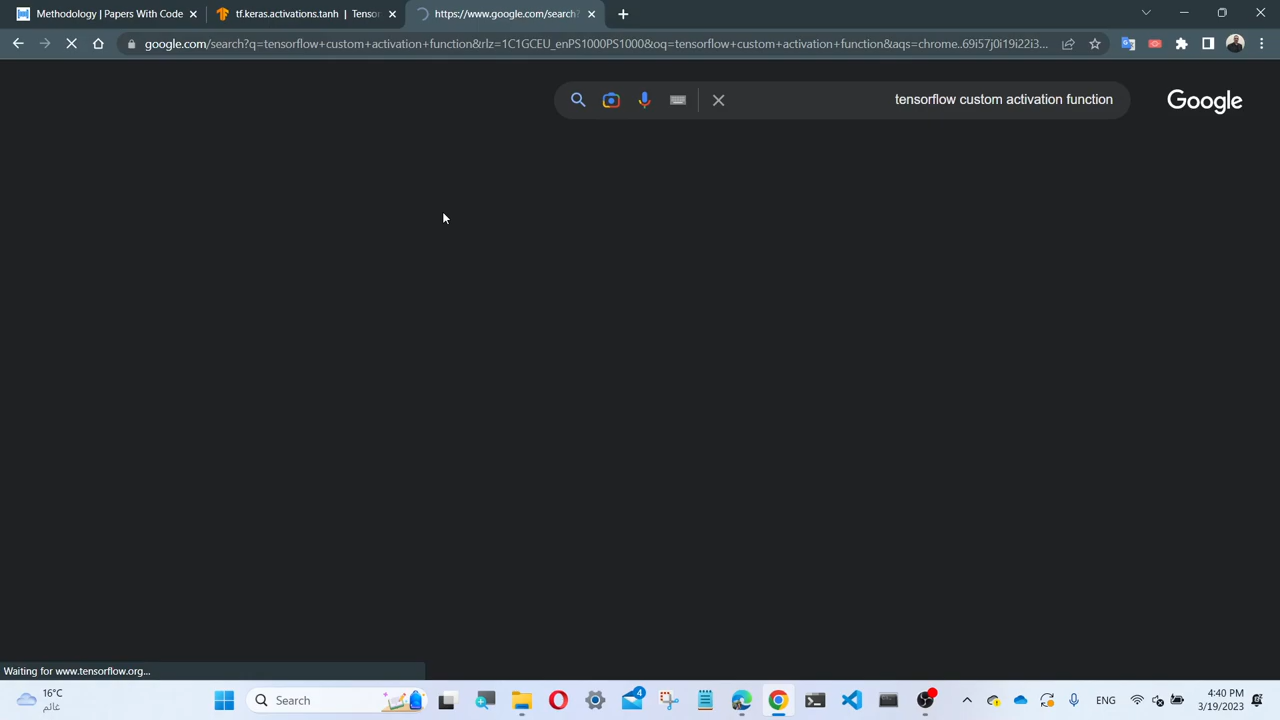 Methodology | Papers With Code
tf.keras.activations.tanh | Tensor
https://www.google.com/search?
google.com/search?q=tensorflow+custom+activation+function&rlz=1C1GCEU_enPS1000PS1000&oq=tensorflow+custom+activation+function&aqs=chrome..69i57j0i19i22i3...
tensorflow custom activation function
Google
Waiting for www.tensorflow.org...
16°C
غائم
Search
4
ENG
4:40 PM
3/19/2023